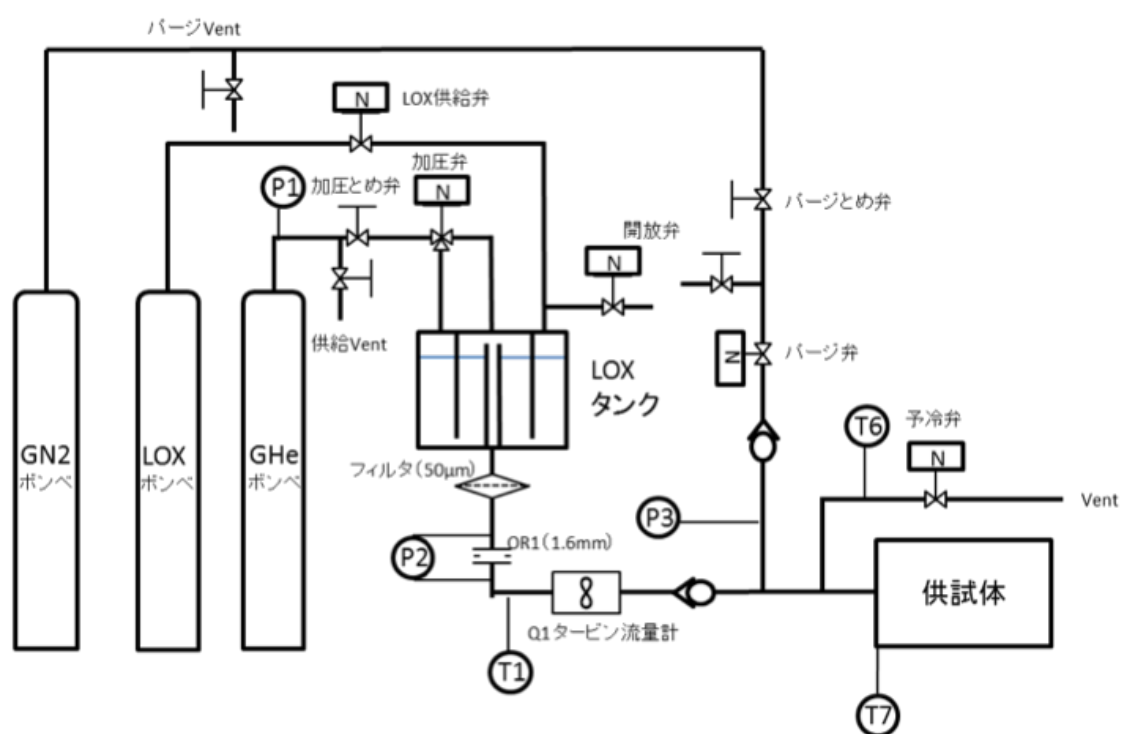 パージVent
N
LOX供給弁
加圧弁
P1
加圧とめ弁
N
パージとめ弁
開放弁
N
供給Vent
N
パージ弁
LOX
タンク
GN2
ボンベ
LOX
ボンベ
GHe
ボンベ
フィルタ(50μm)
T6
予冷弁
N
Vent
P3
P2
OR1(1.6mm)
供試体
Q1タービン流量計
T1
T7